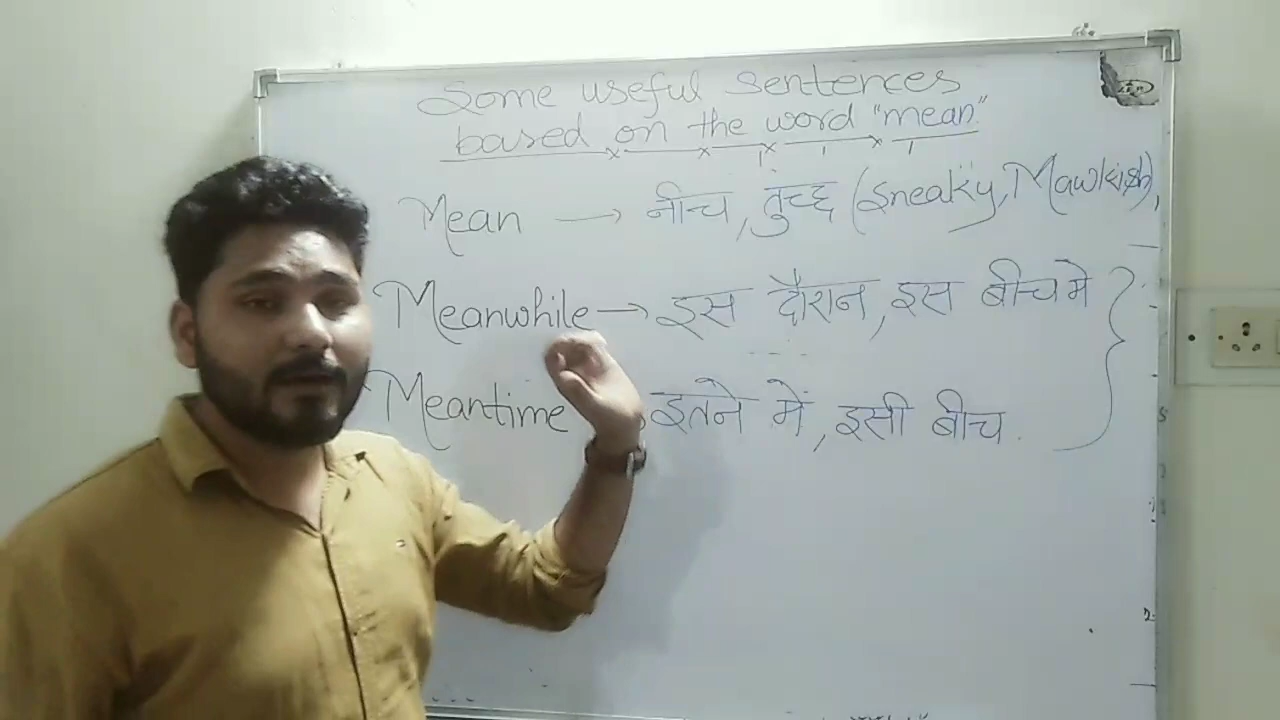 Some useful sentences
based on the word "mean"
Mean → नीच, तुच्छ (Sneaky, Mawkish),
Meanwhile → इस दौरान, इस बीच मे
Meantime इतने में, इसी बीच.